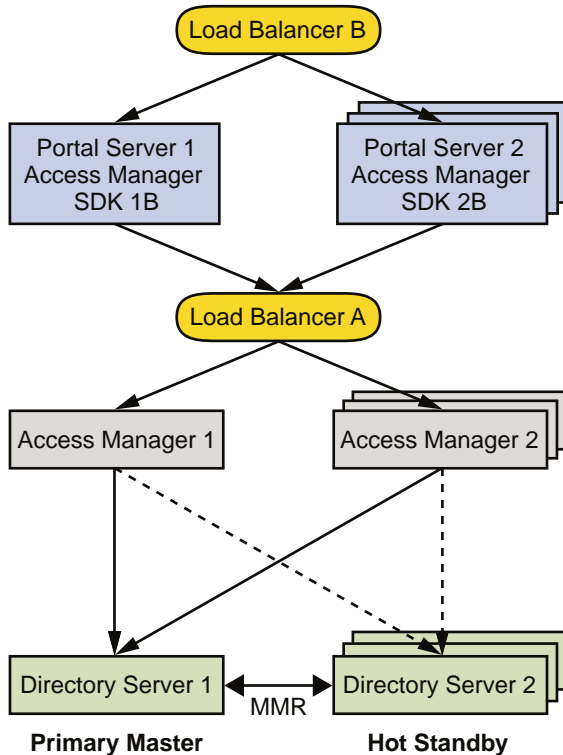 Load Balancer B
Portal Server 1
Access Manager
SDK 1B
Portal Server 2
Access Manager
SDK 2B
Load Balancer A
Access Manager 1
Access Manager 2
Directory Server 1
MMR
Directory Server 2
Primary Master
Hot Standby